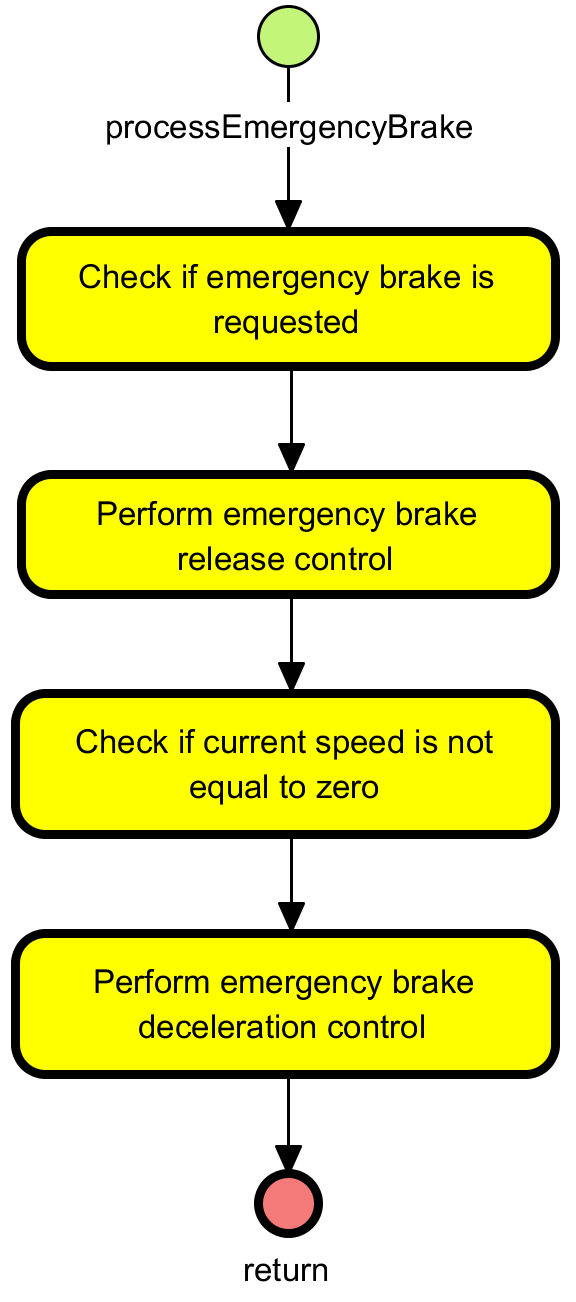 processEmergencyBrake
Check if emergency brake is
requested
Perform emergency brake
release control
Check if current speed is not
equal to zero
Perform emergency brake
deceleration control
return